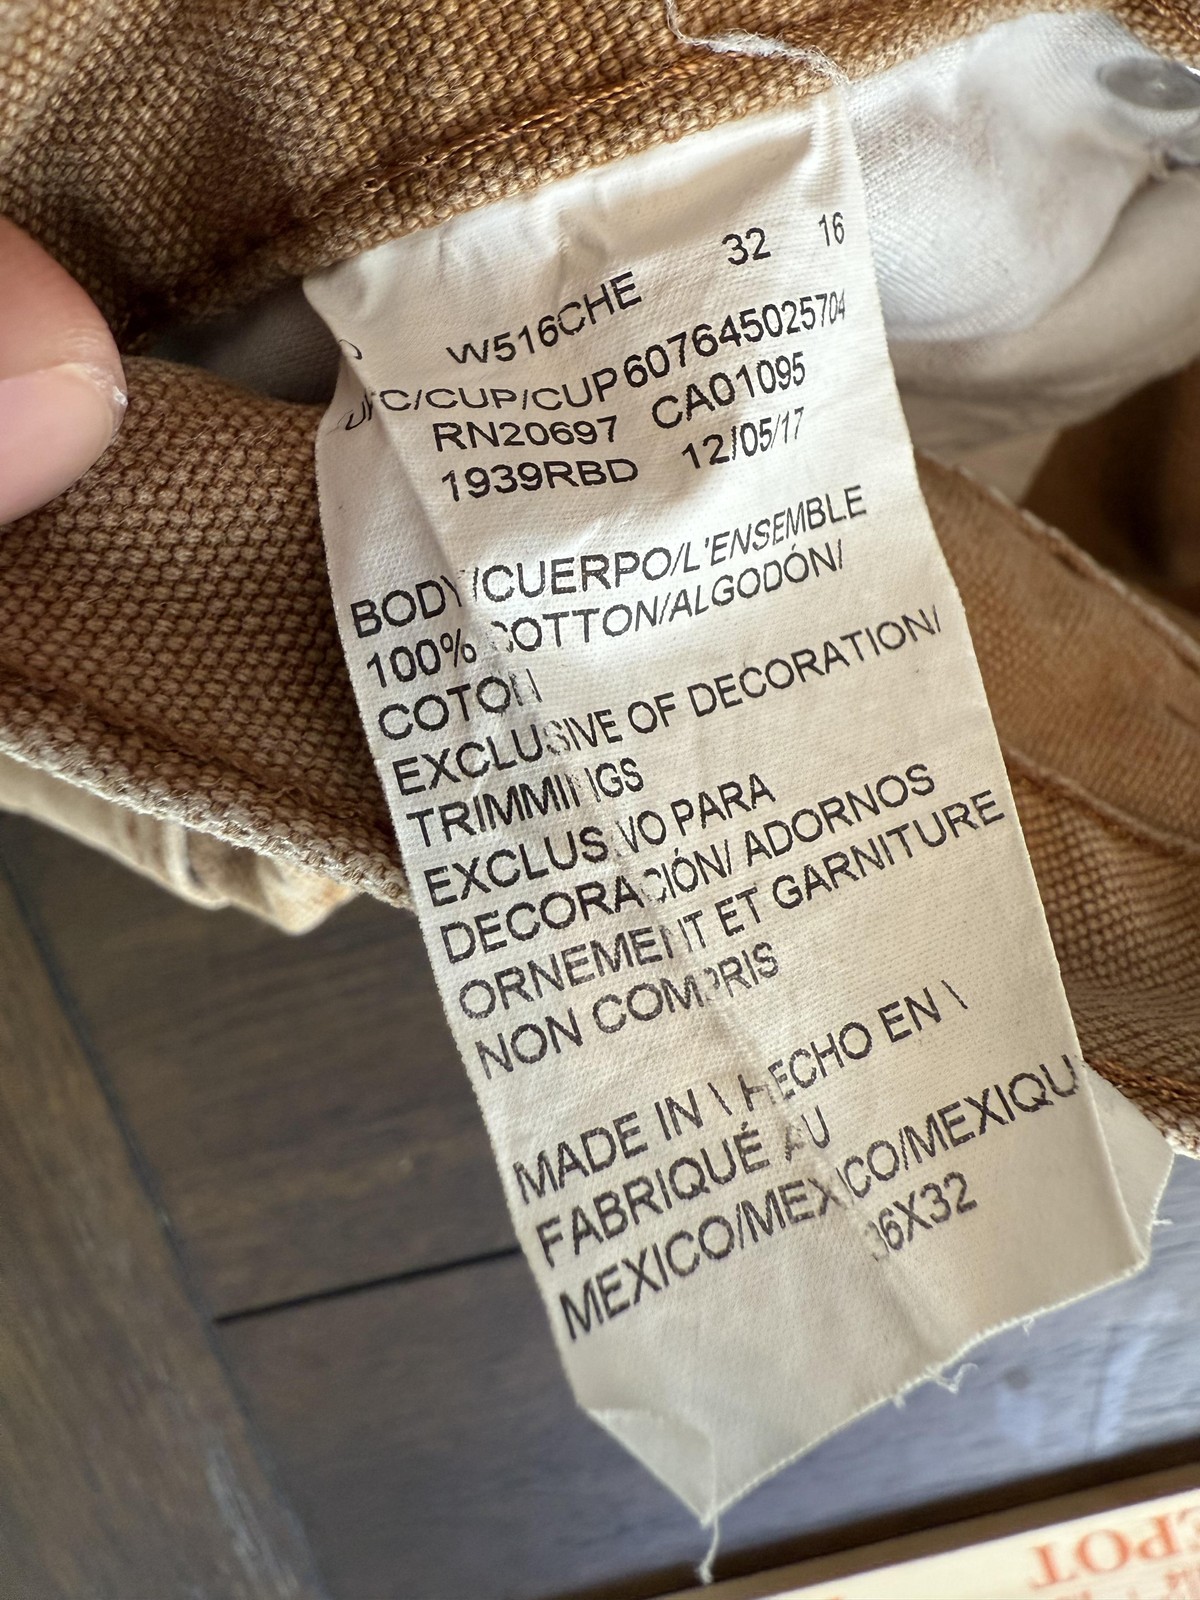 W516CHE 32 16
/CUP/CUP 607645025704
RN20697 CA01095
1939RBD 12/05/17
BODY/CUERPO/L'ENSEMBLE
100% COTTON/ALGODÓN/
COTON
EXCLUSIVE OF DECORATION/
TRIMMINGS
EXCLUSIVO PARA
DECORACIÓN/ ADORNOS
ORNEMENT ET GARNITURE
NON COMPRIS
MADE IN \ HECHO EN \
FABRIQUÉ AU
MEXICO/MEXICO/MEXIQU
36X32